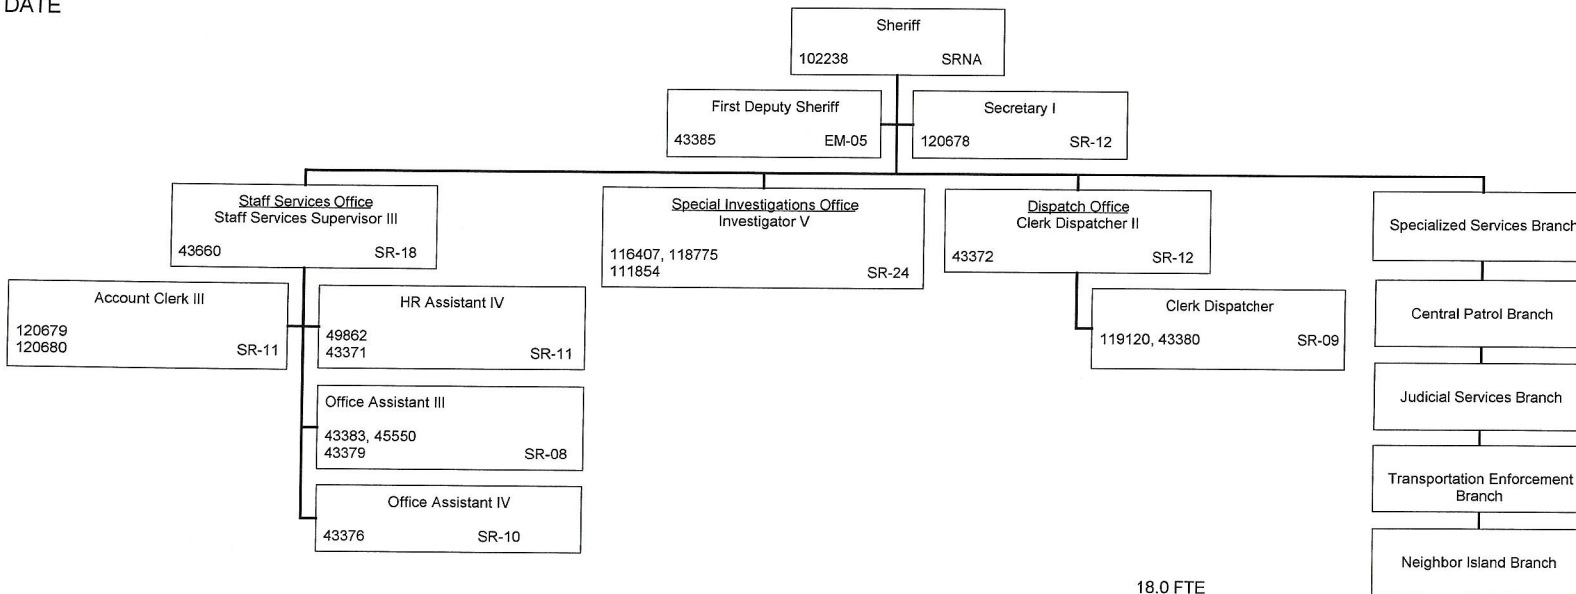 DATE
Sheriff
102238 SRNA
First Deputy Sheriff
43385 EM-05
Secretary I
120678 SR-12
Staff Services Office
Staff Services Supervisor III
43660 SR-18
Special Investigations Office
Investigator V
116407, 118775
111854 SR-24
Dispatch Office
Clerk Dispatcher II
43372 SR-12
Specialized Services Branch
Account Clerk III
120679
120680 SR-11
HR Assistant IV
49862
43371 SR-11
Clerk Dispatcher
119120, 43380 SR-09
Central Patrol Branch
Office Assistant III
43383, 45550
43379 SR-08
Judicial Services Branch
Office Assistant IV
43376 SR-10
Transportation Enforcement
Branch
Neighbor Island Branch
18.0 FTE